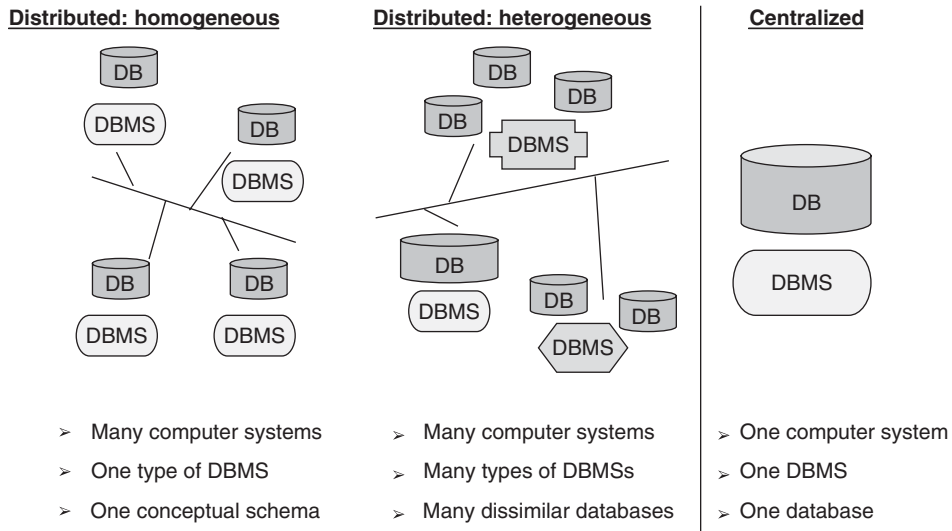 Distributed: homogeneous
DB
DBMS
DB
DBMS
DB
DBMS
DB
DBMS
➢ Many computer systems
➢ One type of DBMS
➢ One conceptual schema
Distributed: heterogeneous
DB
DB
DB
DBMS
DB
DBMS
DB
DB
DBMS
➢ Many computer systems
➢ Many types of DBMSs
➢ Many dissimilar databases
Centralized
DB
DBMS
➢ One computer system
➢ One DBMS
➢ One database